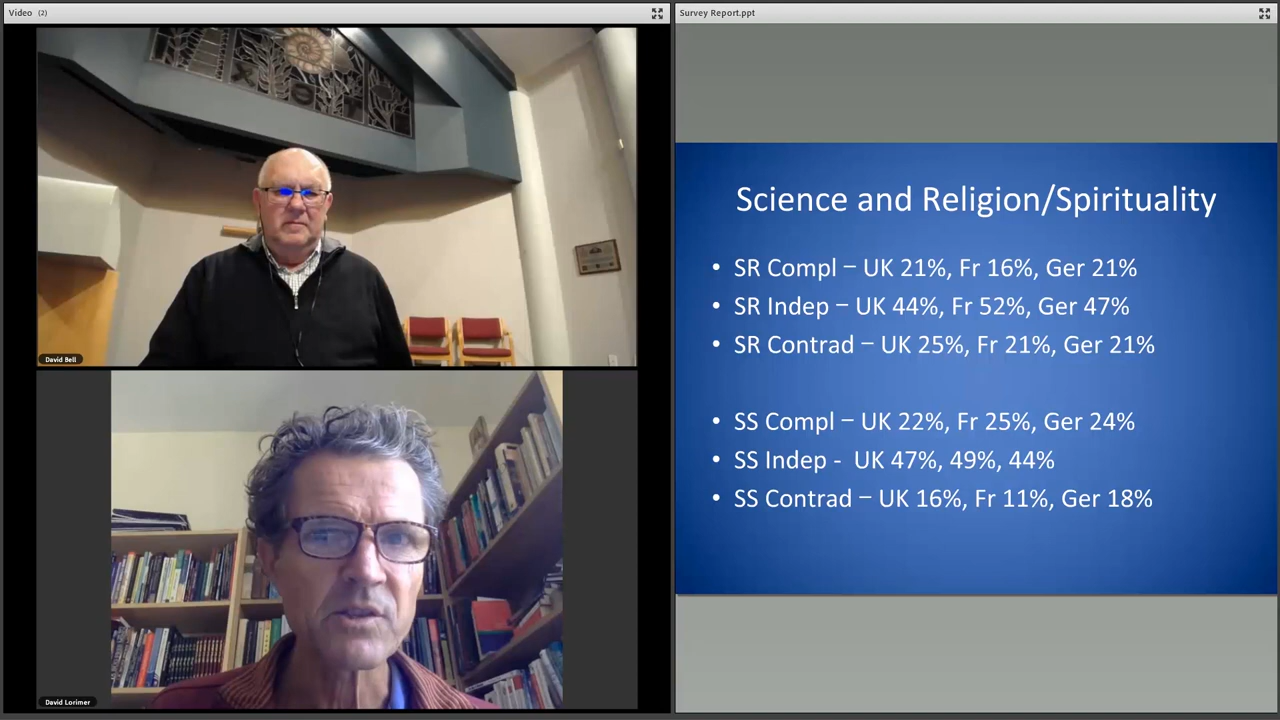 Video (2)
David Bell
David Lorimer
Survey Report.ppt
Science and Religion/Spirituality
• SR Compl – UK 21%, Fr 16%, Ger 21%
• SR Indep – UK 44%, Fr 52%, Ger 47%
• SR Contrad – UK 25%, Fr 21%, Ger 21%
• SS Compl – UK 22%, Fr 25%, Ger 24%
• SS Indep - UK 47%, 49%, 44%
• SS Contrad – UK 16%, Fr 11%, Ger 18%